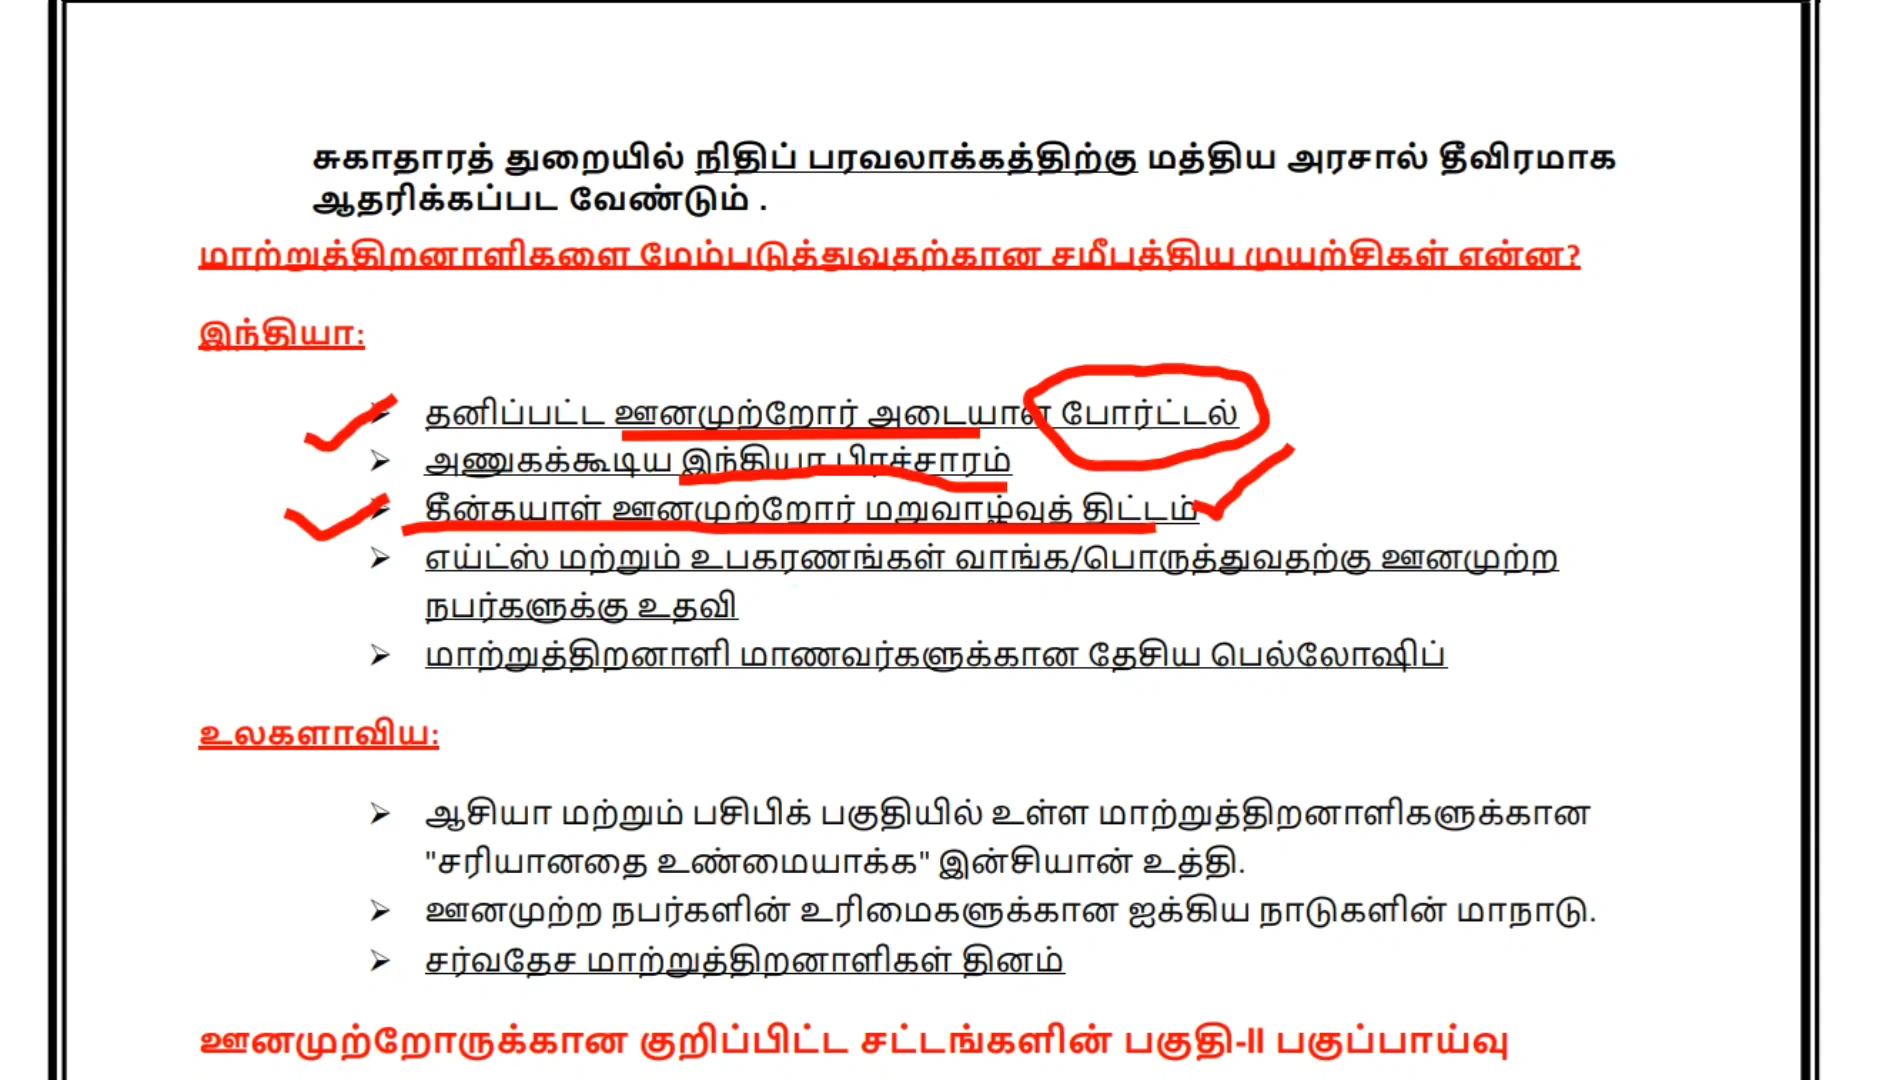 சுகாதாரத் துறையில் நிதிப் பரவலாக்கத்திற்கு மத்திய அரசால் தீவிரமாக
ஆதரிக்கப்பட வேண்டும் .
மாற்றுத்திறனாளிகளை மேம்படுத்துவதற்கான சமீபத்திய முயற்சிகள் என்ன?
இந்தியா:
➢ தனிப்பட்ட ஊனமுற்றோர் அடையாள போர்ட்டல்
➢ அணுகக்கூடிய இந்தியா பிரச்சாரம்
➢ தீன்தயாள் ஊனமுற்றோர் மறுவாழ்வுத் திட்டம்
➢ எய்ட்ஸ் மற்றும் உபகரணங்கள் வாங்க/பொருத்துவதற்கு ஊனமுற்ற
நபர்களுக்கு உதவி
➢ மாற்றுத்திறனாளி மாணவர்களுக்கான தேசிய பெல்லோஷிப்
உலகளாவிய:
➢ ஆசியா மற்றும் பசிபிக் பகுதியில் உள்ள மாற்றுத்திறனாளிகளுக்கான
"சரியானதை உண்மையாக்க" இன்சியான் உத்தி.
➢ ஊனமுற்ற நபர்களின் உரிமைகளுக்கான ஐக்கிய நாடுகளின் மாநாடு.
➢ சர்வதேச மாற்றுத்திறனாளிகள் தினம்
ஊனமுற்றோருக்கான குறிப்பிட்ட சட்டங்களின் பகுதி-II பகுப்பாய்வு